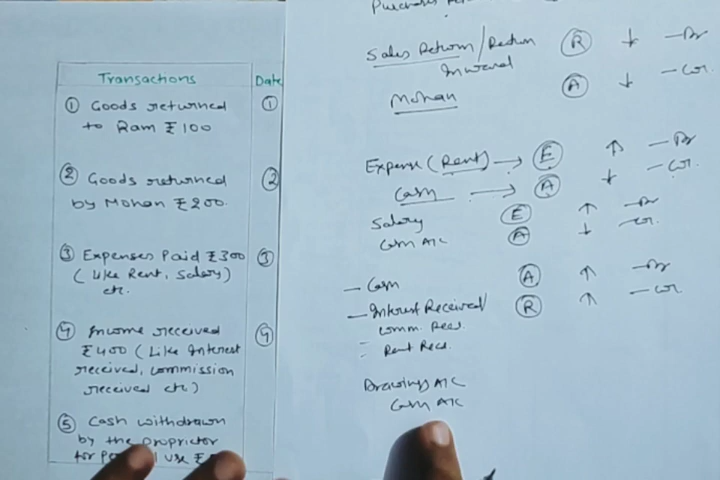 Transactions
Date
① Goods returned
to Ram ₹100
①
② Goods returned
by Mohan ₹200.
②
③ Expenses Paid ₹300
(Like Rent, Salary)
etc.
③
④ Income received
₹400 (Like Interest
received, commission
received etc.)
④
⑤ Cash withdrawn
by the proprietor
for
use ₹
Sales Return/Return Ⓡ ↓ - Dr
Inward
Mohan Ⓐ ↓ - Cr.
Expense (Rent) → Ⓔ ↑ - Dr
Cash → Ⓐ ↓ - Cr.
Salary Ⓔ ↑ - Dr
Cash A/C Ⓐ ↓ - Cr.
- Cash Ⓐ ↑ - Dr
- Interest Received/ Ⓡ ↑ - Cr.
Comm. Recd.
Rent Recd.
Drawings A/C
Cash A/C